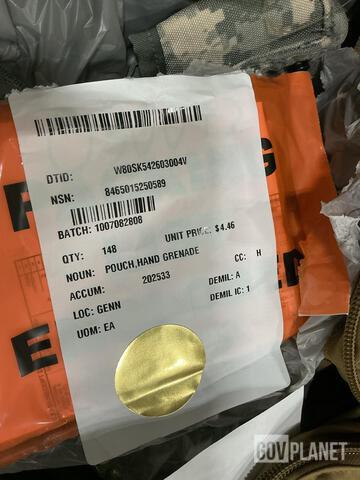 DTID: W80SK542603004V
NSN: 8465015250589
BATCH: 1007082808
QTY: 148 UNIT PRICE: $4.46
NOUN: POUCH,HAND GRENADE
ACCUM: 202533 CC: H
LOC: GENN DEMIL: A
UOM: EA DEMIL IC: 1
GOVPLANET